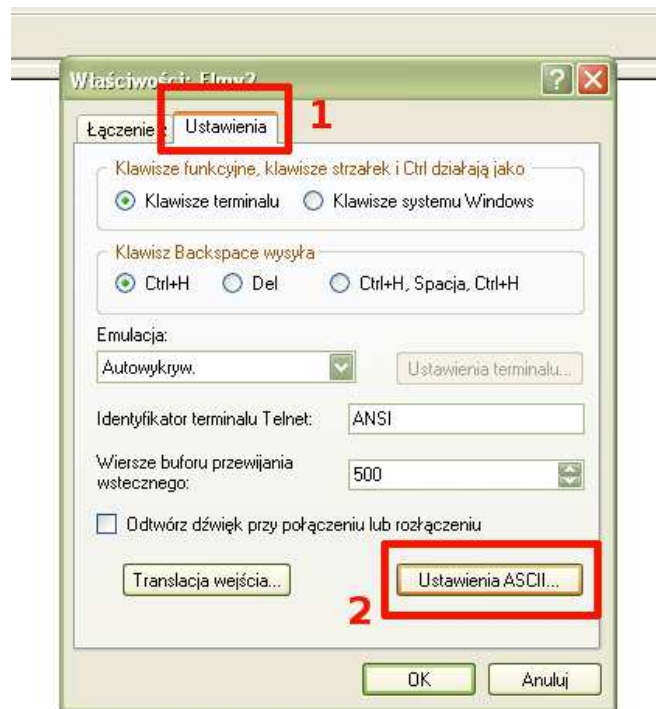 Właściwości: Elmy2
1
Łączenie z Ustawienia
Klawisze funkcyjne, klawisze strzałek i Ctrl działają jako
Klawisze terminalu Klawisze systemu Windows
Klawisz Backspace wysyła
Ctrl+H Del Ctrl+H, Spacja, Ctrl+H
Emulacja:
Autowykryw. Ustawienia terminalu...
Identyfikator terminalu Telnet: ANSI
Wiersze buforu przewijania
wstecznego: 500
Odtwórz dźwięk przy połączeniu lub rozłączeniu
Translacja wejścia... Ustawienia ASCII...
2
OK Anuluj